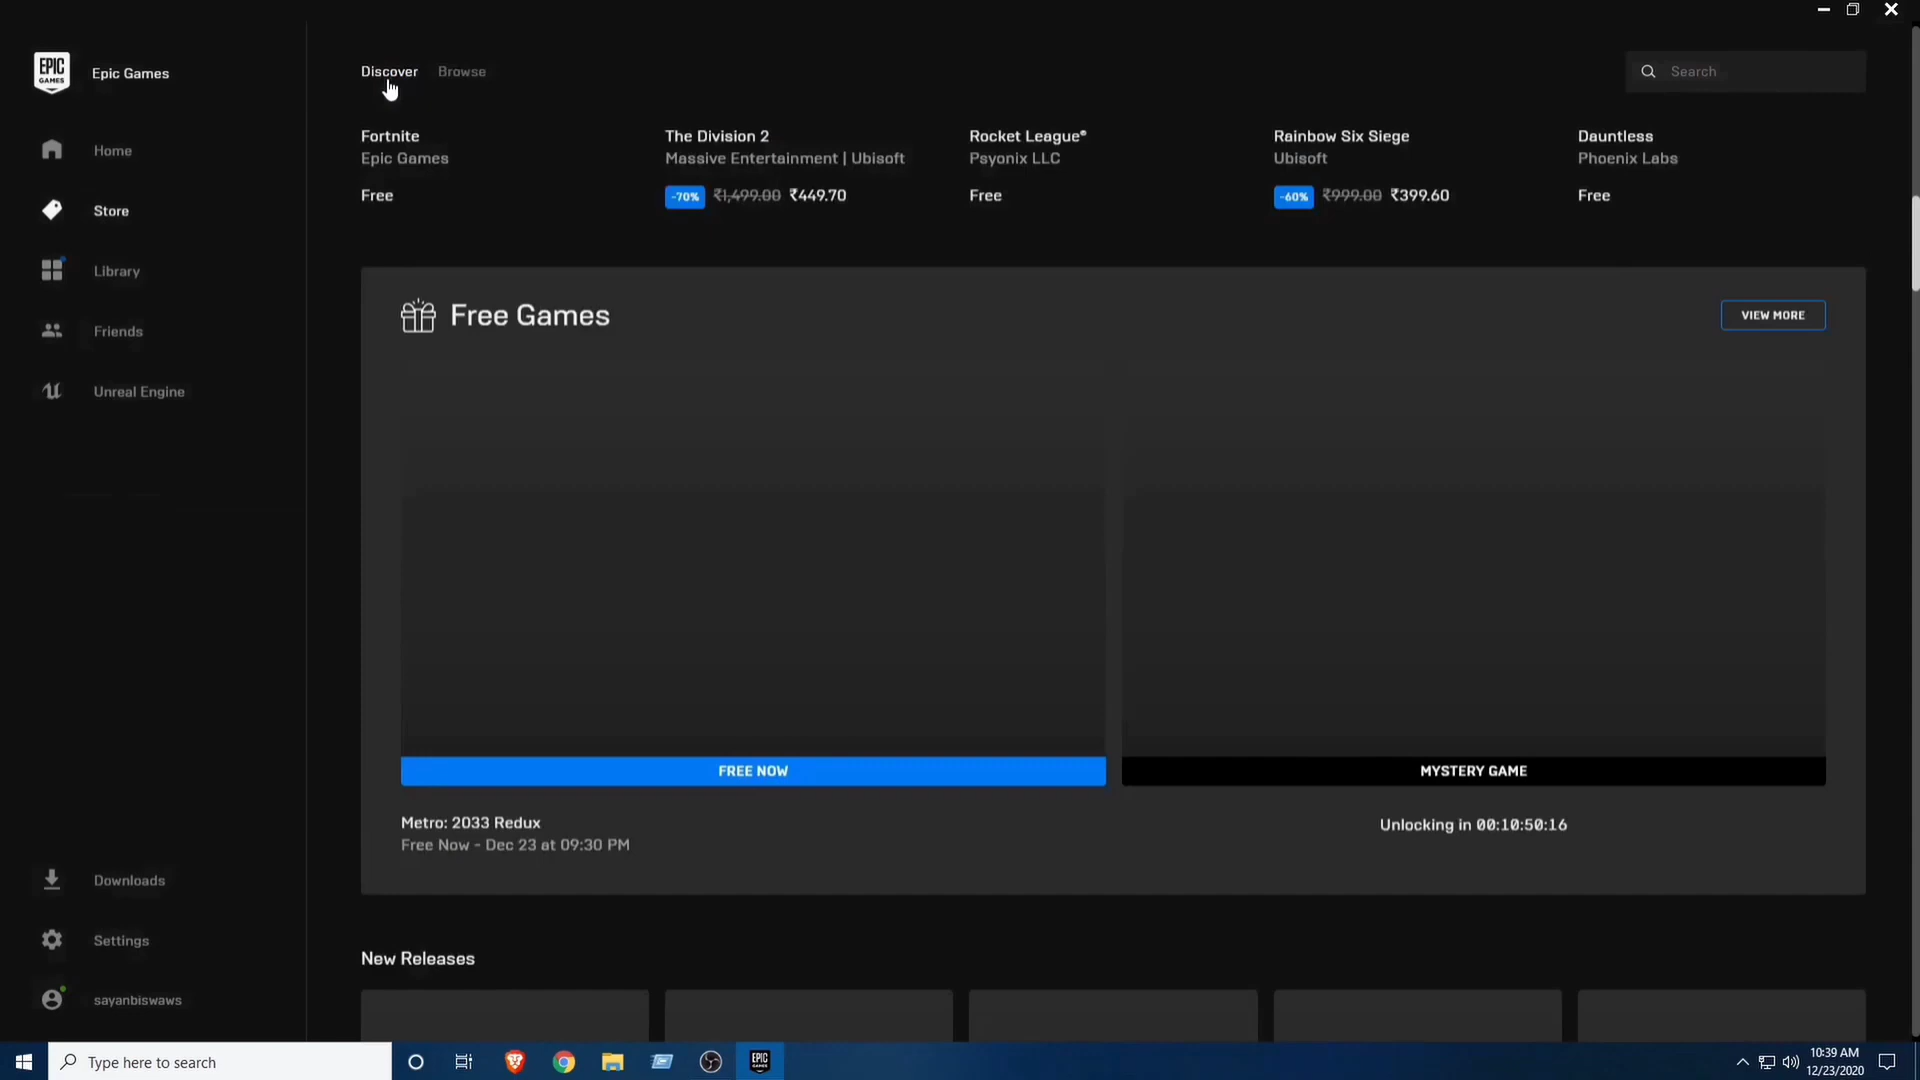 EPIC GAMES
Epic Games
Discover
Browse
Search
Home
Store
Library
Friends
Unreal Engine
Fortnite
Epic Games
Free
The Division 2
Massive Entertainment | Ubisoft
-70% ₹1,499.00 ₹449.70
Rocket League®
Psyonix LLC
Free
Rainbow Six Siege
Ubisoft
-60% ₹999.00 ₹399.60
Dauntless
Phoenix Labs
Free
Free Games
VIEW MORE
FREE NOW
Metro: 2033 Redux
Free Now - Dec 23 at 09:30 PM
MYSTERY GAME
Unlocking in 00:10:50:16
New Releases
Downloads
Settings
sayanbiswaws
Type here to search
EPIC GAMES
10:39 AM
12/23/2020